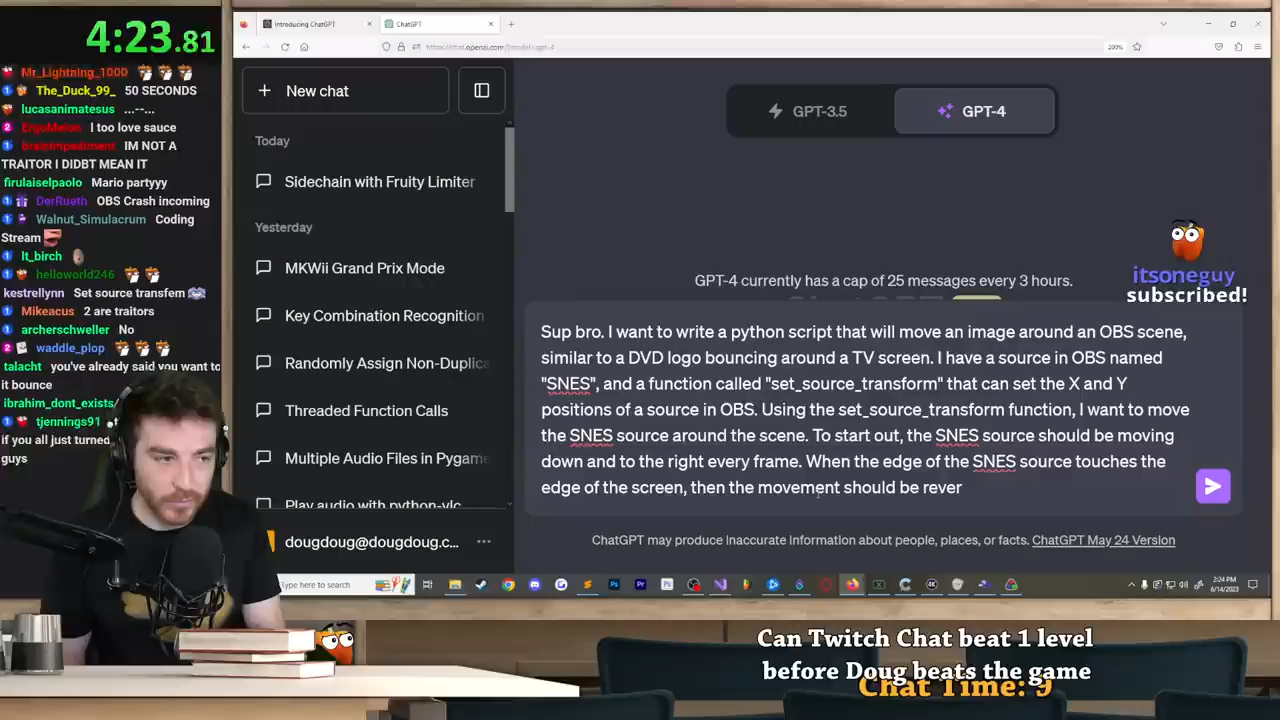 4:23.81
Introducing ChatGPT
ChatGPT
https://chat.openai.com/?model=gpt-4
200%
Mr_Lightning_1000
The_Duck_99_ 50 SECONDS
lucasanimatesus ...--...
ErgoMelon I too love sauce
brainimpediment IM NOT A
TRAITOR I DIDBT MEAN IT
firulaiselpaolo Mario partyyy
DerRueth OBS Crash incoming
Walnut_Simulacrum Coding
Stream
lt_birch
helloworld246
kestrellynn Set source transfem
Mikeacus 2 are traitors
archerschweller No
waddle_plop
talacht you've already said you want to
it bounce
ibrahim_dont_exists
tjennings91
if you all just turned
guys
New chat
Today
Sidechain with Fruity Limiter
Yesterday
MKWii Grand Prix Mode
Key Combination Recognition
Randomly Assign Non-Duplica
Threaded Function Calls
Multiple Audio Files in Pygame
Play audio with python-vlc
dougdoug@dougdoug.c...
GPT-3.5
GPT-4
GPT-4 currently has a cap of 25 messages every 3 hours.
itsoneguy
subscribed!
Sup bro. I want to write a python script that will move an image around an OBS scene,
similar to a DVD logo bouncing around a TV screen. I have a source in OBS named
"SNES", and a function called "set_source_transform" that can set the X and Y
positions of a source in OBS. Using the set_source_transform function, I want to move
the SNES source around the scene. To start out, the SNES source should be moving
down and to the right every frame. When the edge of the SNES source touches the
edge of the screen, then the movement should be rever
ChatGPT may produce inaccurate information about people, places, or facts. ChatGPT May 24 Version
Type here to search
2:24 PM
6/14/2023
Can Twitch Chat beat 1 level
before Doug beats the game
Chat Time: 9